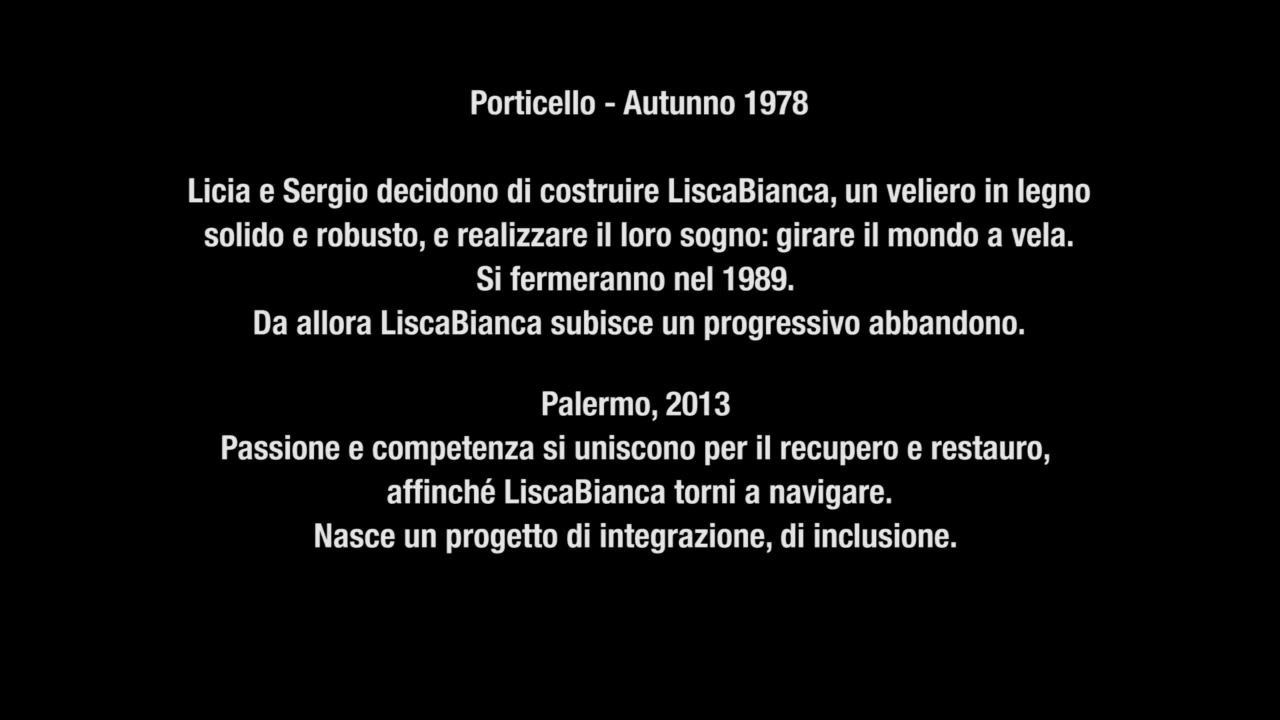 Porticello - Autunno 1978
Licia e Sergio decidono di costruire LiscaBianca, un veliero in legno
solido e robusto, e realizzare il loro sogno: girare il mondo a vela.
Si fermeranno nel 1989.
Da allora LiscaBianca subisce un progressivo abbandono.
Palermo, 2013
Passione e competenza si uniscono per il recupero e restauro,
affinché LiscaBianca torni a navigare.
Nasce un progetto di integrazione, di inclusione.